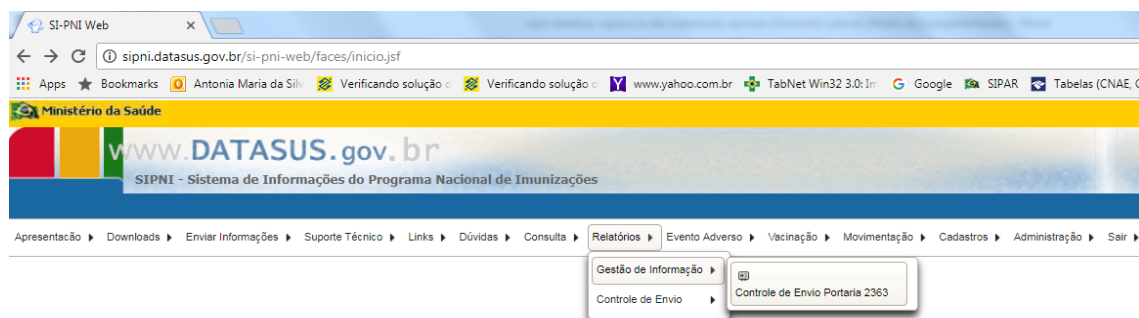 SI-PNI Web
sipni.datasus.gov.br/si-pni-web/faces/inicio.jsf
Apps Bookmarks Antonia Maria da Silv Verificando solução d Verificando solução d www.yahoo.com.br TabNet Win32 3.0: Im Google SIPAR Tabelas (CNAE, C
Ministério da Saúde
www.DATASUS.gov.br
SIPNI - Sistema de Informações do Programa Nacional de Imunizações
Apresentacão Downloads Enviar Informações Suporte Técnico Links Dúvidas Consulta Relatórios Evento Adverso Vacinação Movimentação Cadastros Administração Sair
Gestão de Informação
Controle de Envio Portaria 2363
Controle de Envio